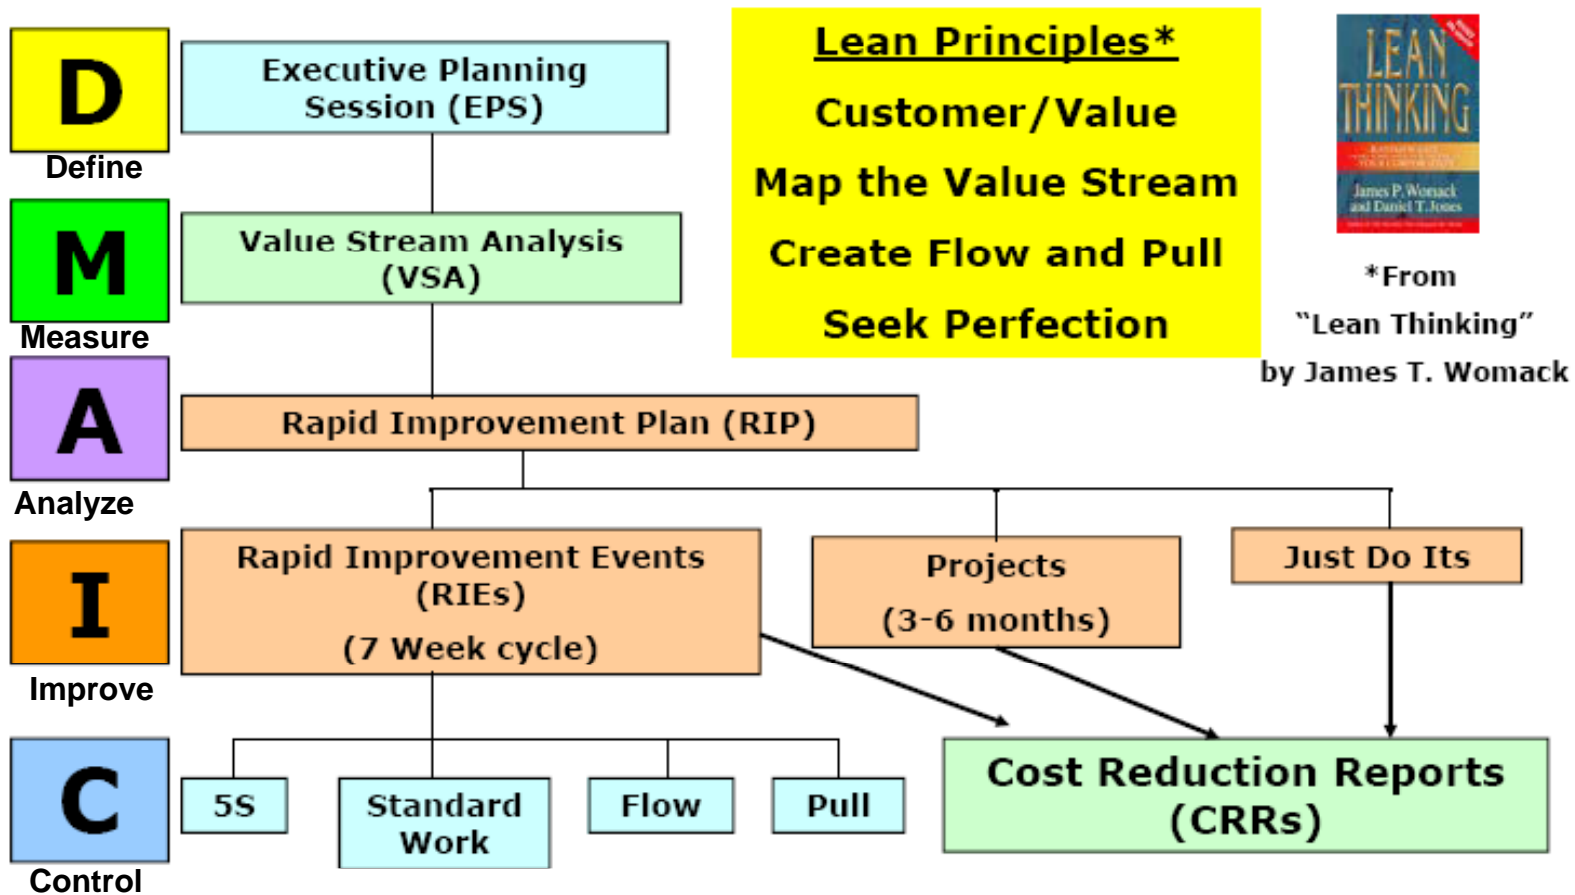 D
Define
Executive Planning
Session (EPS)
M
Measure
Value Stream Analysis
(VSA)
A
Analyze
Rapid Improvement Plan (RIP)
I
Improve
Rapid Improvement Events
(RIEs)
(7 Week cycle)
Projects
(3-6 months)
Just Do Its
C
Control
5S
Standard
Work
Flow
Pull
Cost Reduction Reports
(CRRs)
Lean Principles*
Customer/Value
Map the Value Stream
Create Flow and Pull
Seek Perfection
LEAN
THINKING
James P. Womack
and Daniel T. Jones
*From
“Lean Thinking”
by James T. Womack